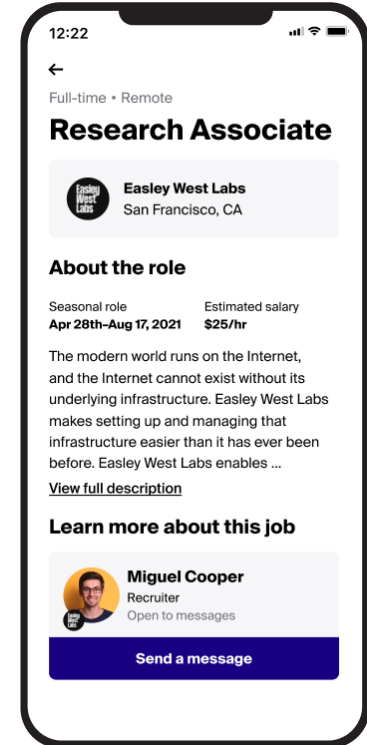 12:22
Full-time • Remote
Research Associate
Easley
West
Labs
Easley West Labs
San Francisco, CA
About the role
Seasonal role
Estimated salary
Apr 28th–Aug 17, 2021
$25/hr
The modern world runs on the Internet,
and the Internet cannot exist without its
underlying infrastructure. Easley West Labs
makes setting up and managing that
infrastructure easier than it has ever been
before. Easley West Labs enables ...
View full description
Learn more about this job
Easley
West
Labs
Miguel Cooper
Recruiter
Open to messages
Send a message